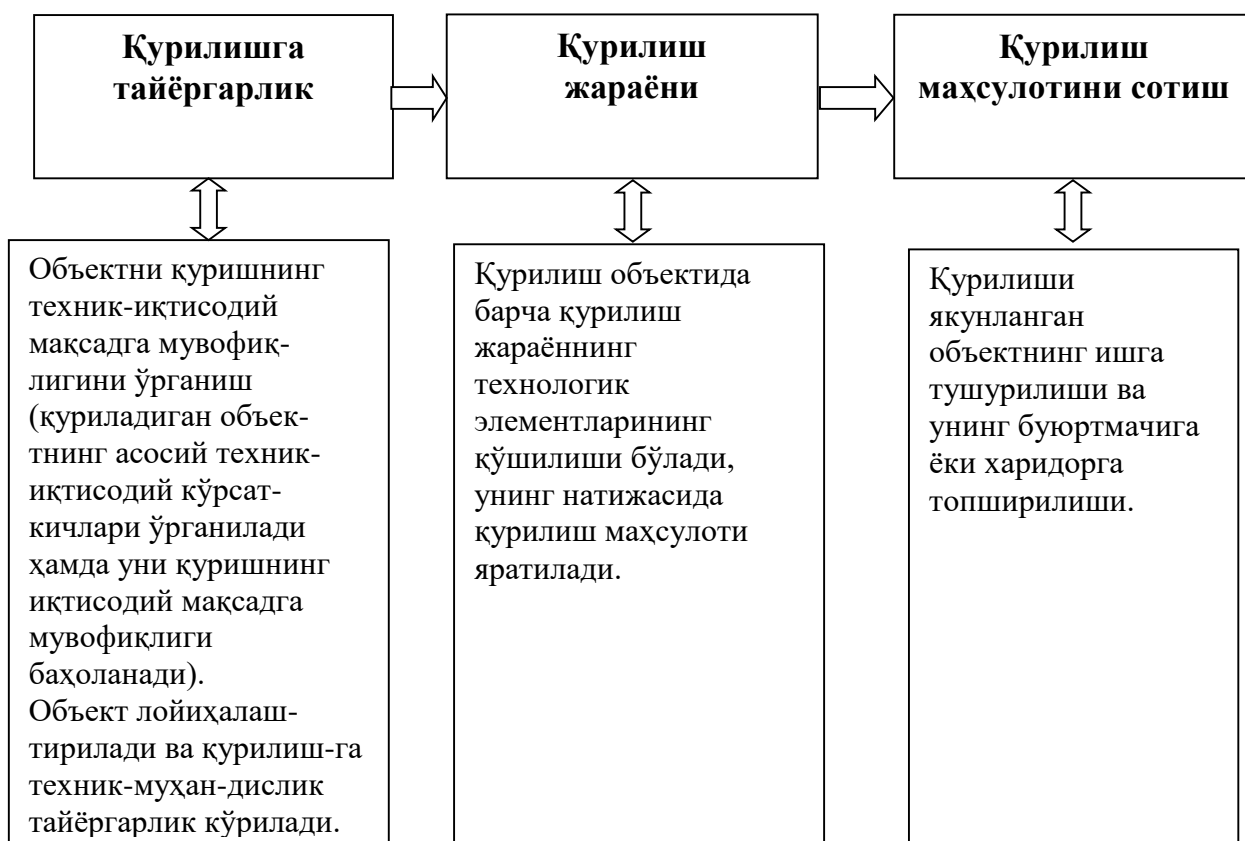 Қурилишга
тайёргарлик
Қурилиш
жараёни
Қурилиш
маҳсулотини сотиш
Объектни қуришнинг
техник-иқтисодий
мақсадга мувофиқ-
лигини ўрганиш
(қуриладиган объек-
тнинг асосий техник-
иқтисодий кўрсат-
кичлари ўрганилади
ҳамда уни қуришнинг
иқтисодий мақсадга
мувофиқлиги
баҳоланади).
Объект лойиҳалаш-
тирилади ва қурилиш-га
техник-муҳан-дислик
тайёргарлик кўрилади.
Қурилиш объектида
барча қурилиш
жараённинг
технологик
элементларининг
қўшилиши бўлади,
унинг натижасида
қурилиш маҳсулоти
яратилади.
Қурилиши
якунланган
объектнинг ишга
тушурилиши ва
унинг буюртмачига
ёки харидорга
топширилиши.